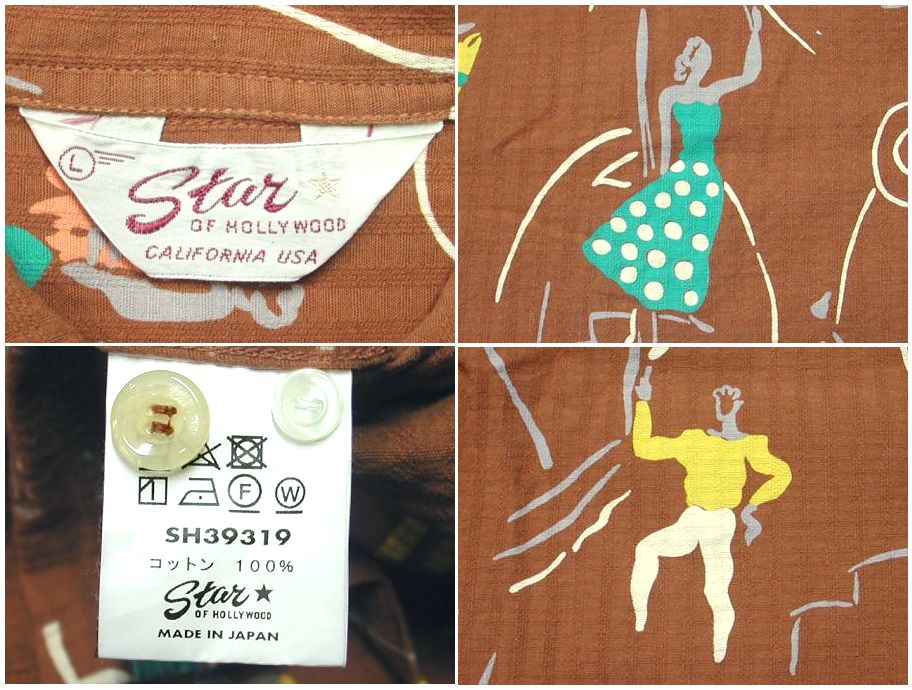 L
Star
OF HOLLYWOOD
CALIFORNIA USA
F W
SH39319
コットン 100%
Star
OF HOLLYWOOD
MADE IN JAPAN